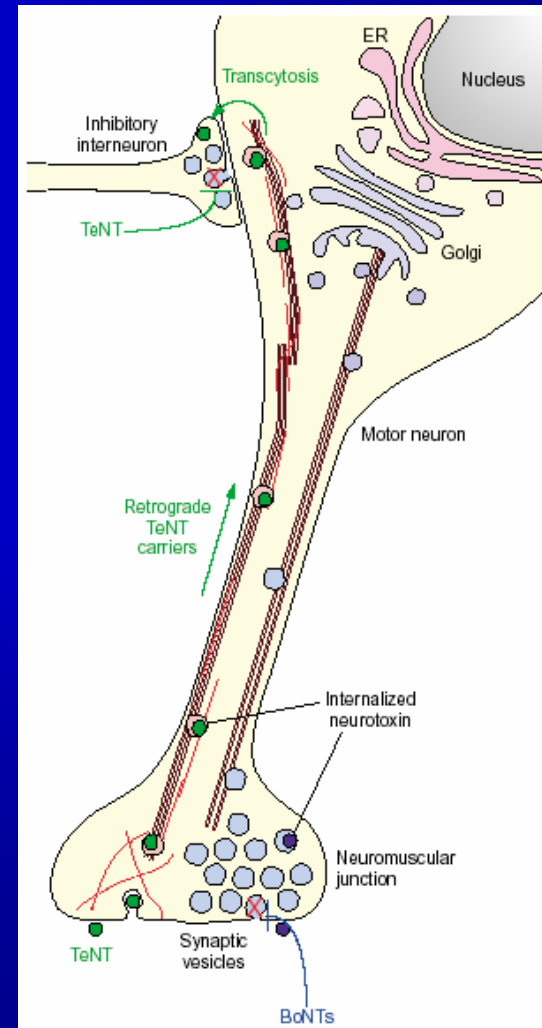 ER
Nucleus
Transcytosis
Inhibitory
interneuron
TeNT
Golgi
Motor neuron
Retrograde
TeNT
carriers
Internalized
neurotoxin
Neuromuscular
junction
Synaptic
vesicles
TeNT
BoNTs